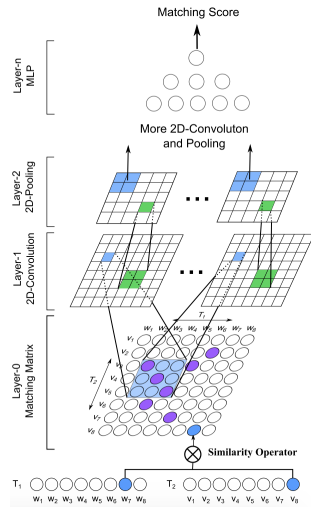 Matching Score
Layer-n
MLP
More 2D-Convoluton
and Pooling
Layer-2
2D-Pooling
Layer-1
2D-Convolution
Layer-0
Matching Matrix
T1
w1 w2 w3 w4 w5 w6 w7 w8
T2
v1
v2
v3
v4
v5
v6
v7
v8
Similarity Operator
T1
w1 w2 w3 w4 w5 w6 w7 w8
T2
v1 v2 v3 v4 v5 v6 v7 v8